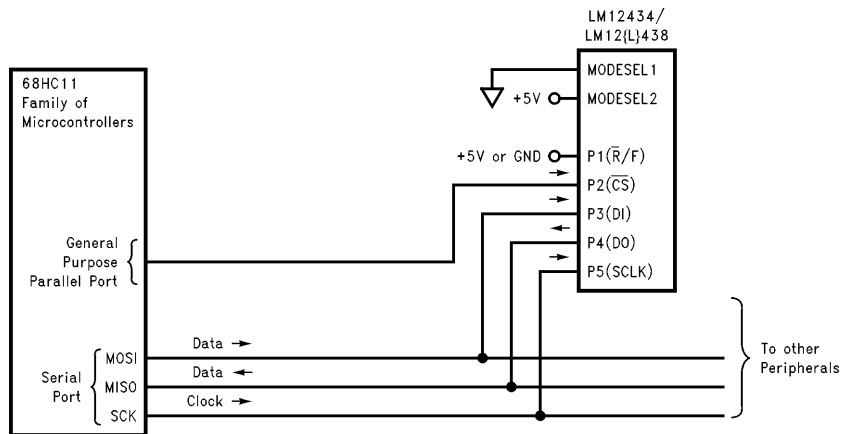 LM12434/
LM12{L}438
68HC11
Family of
Microcontrollers
MODESEL1
+5V
MODESEL2
+5V or GND
P1(R̅/F)
P2(C̅S̅)
P3(DI)
P4(DO)
P5(SCLK)
General
Purpose
Parallel Port
Serial
Port
MOSI
MISO
SCK
Data →
Data ←
Clock →
To other
Peripherals